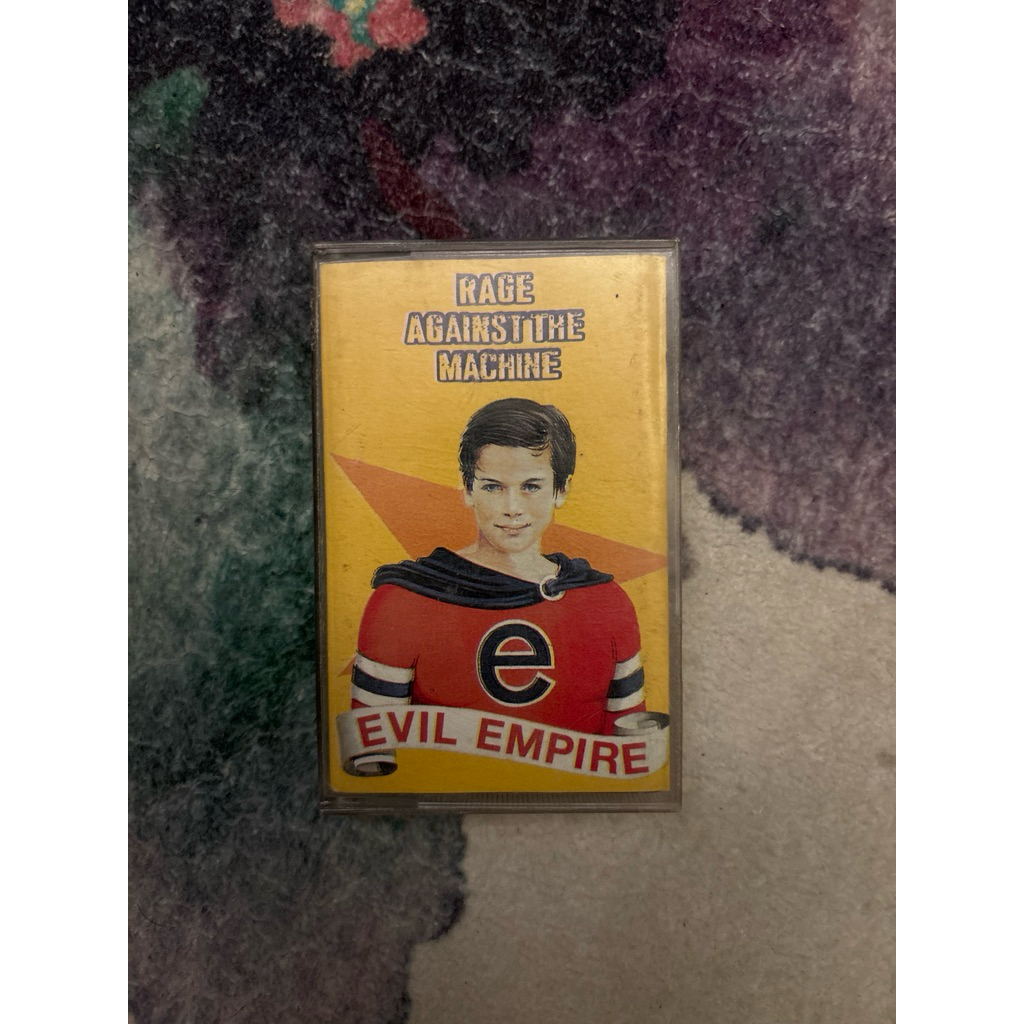 RAGE
AGAINST THE
MACHINE
e
EVIL EMPIRE